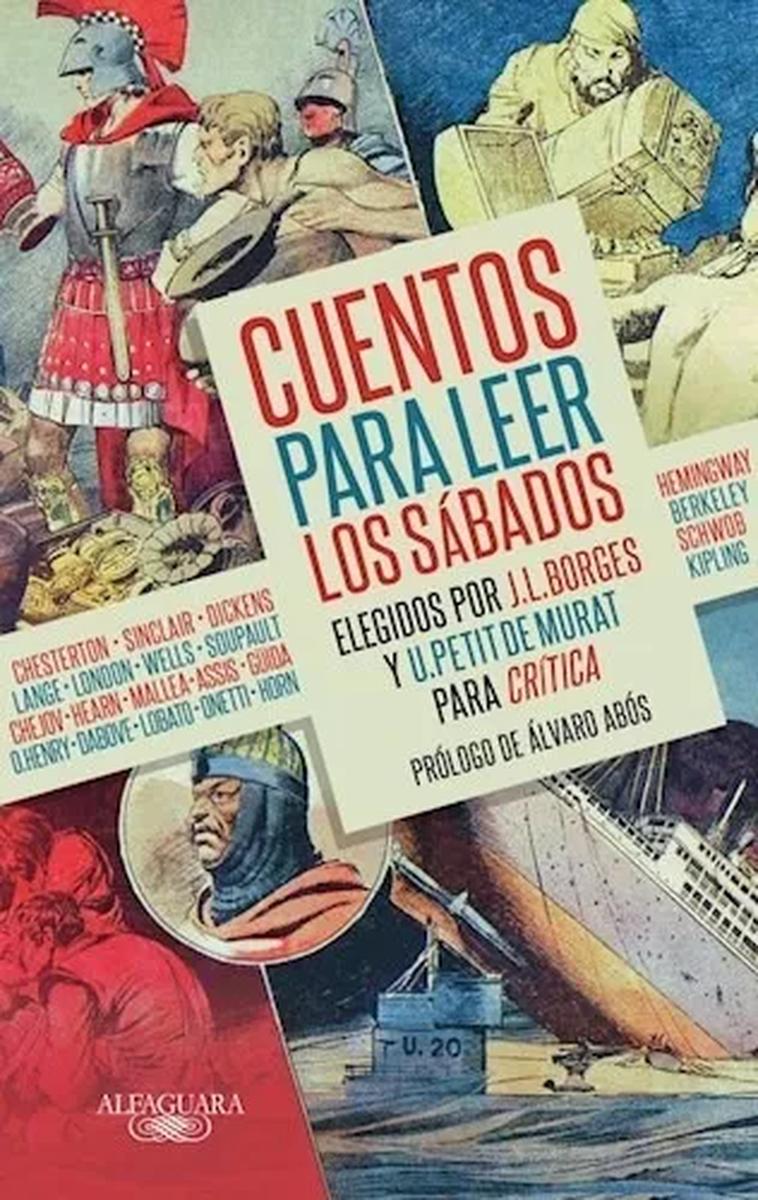 CUENTOS
PARA LEER
LOS SÁBADOS
ELEGIDOS POR J.L.BORGES
Y U.PETIT DE MURAT
PARA CRÍTICA
PRÓLOGO DE ÁLVARO ABÓS
HEMINGWAY
BERKELEY
SCHWOB
KIPLING
CHESTERTON · SINCLAIR · DICKENS
LANGE · LONDON · WELLS · SOUPAULT
CHEJOV · HEARN · MALLEA · ASSIS · GUIDA
O.HENRY · DABOVE · LOBATO · ONETTI · HORN
U. 20
ALFAGUARA